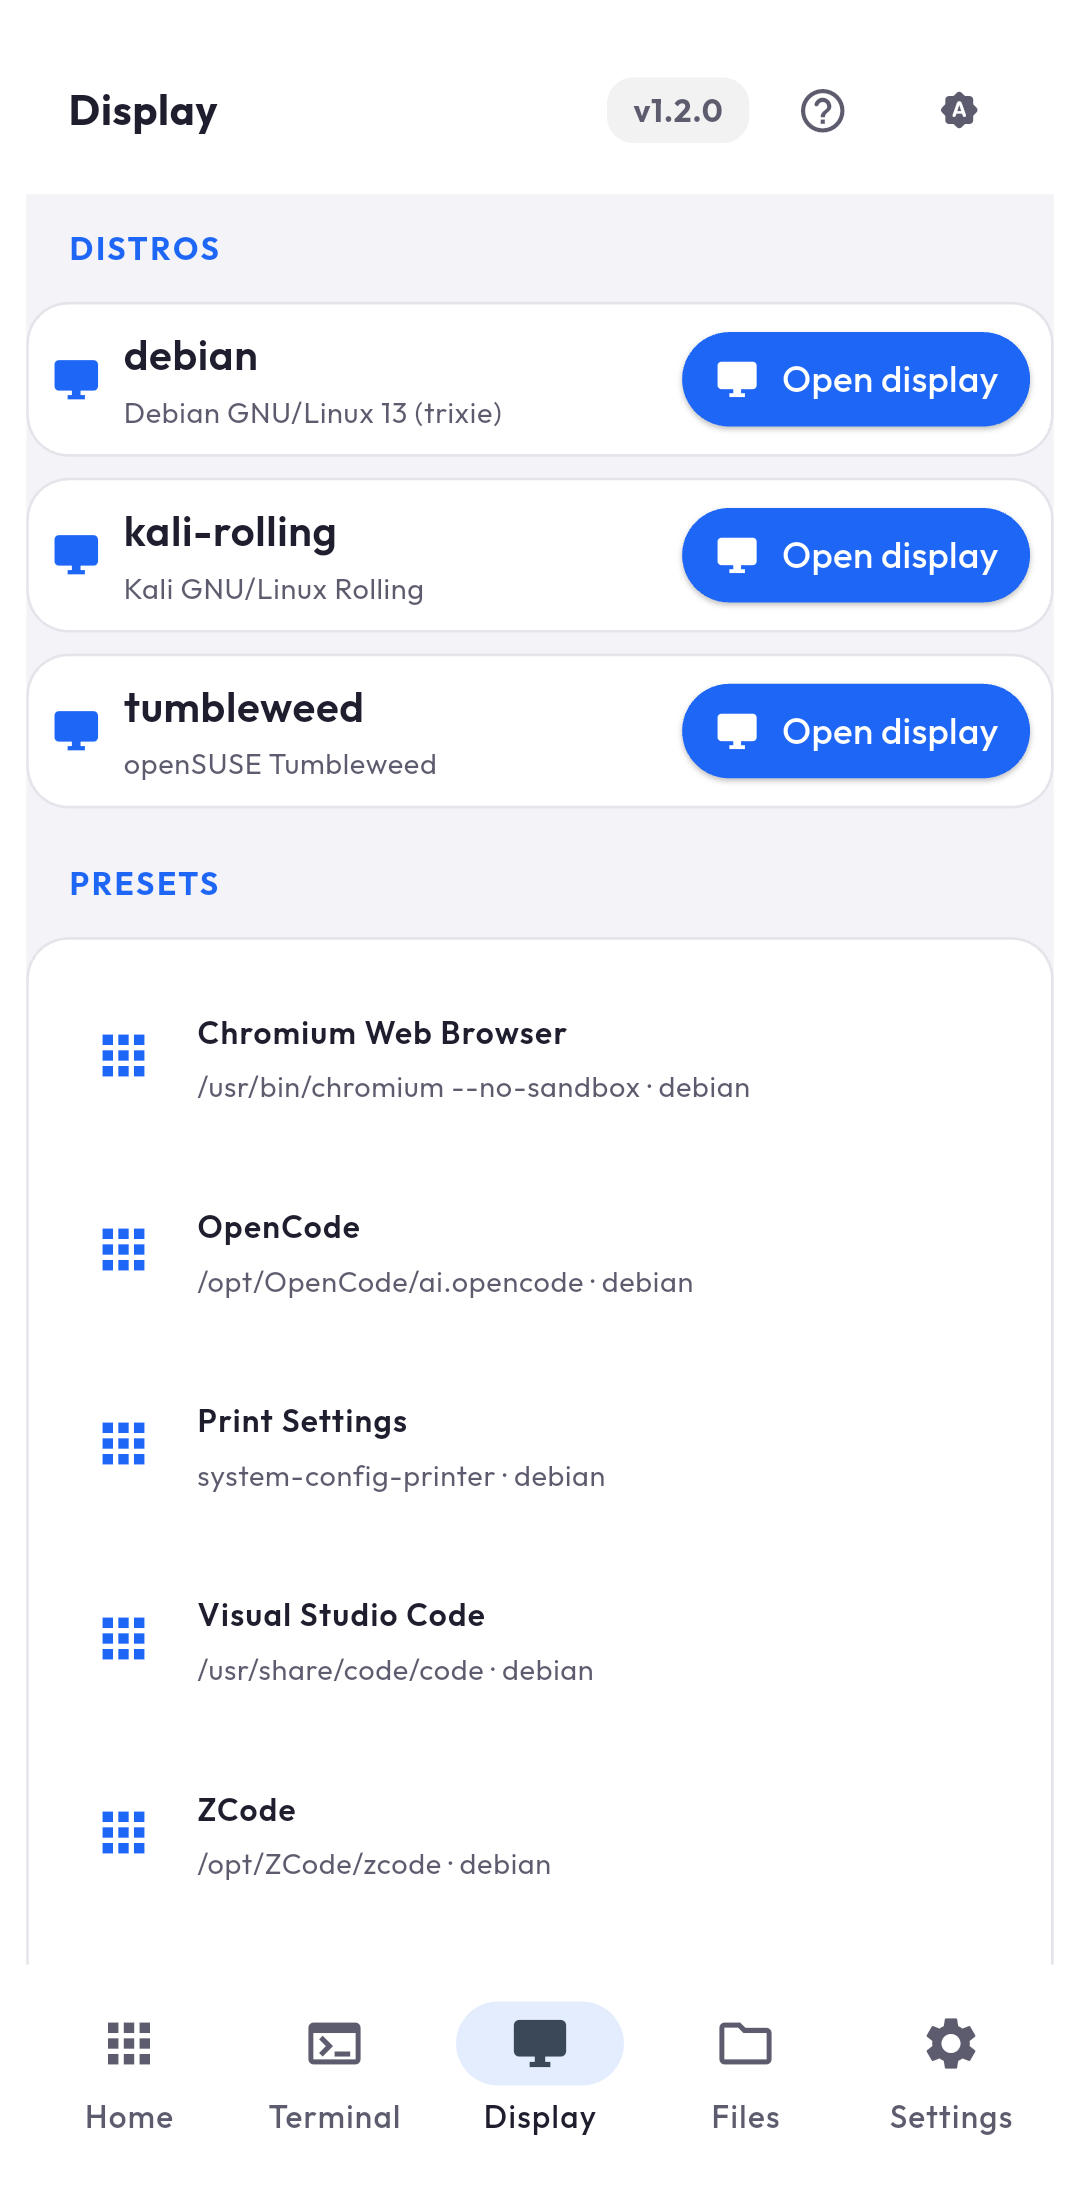 Display
v1.2.0
A
DISTROS
debian
Debian GNU/Linux 13 (trixie)
Open display
kali-rolling
Kali GNU/Linux Rolling
Open display
tumbleweed
openSUSE Tumbleweed
Open display
PRESETS
Chromium Web Browser
/usr/bin/chromium --no-sandbox · debian
OpenCode
/opt/OpenCode/ai.opencode · debian
Print Settings
system-config-printer · debian
Visual Studio Code
/usr/share/code/code · debian
ZCode
/opt/ZCode/zcode · debian
Home
Terminal
Display
Files
Settings